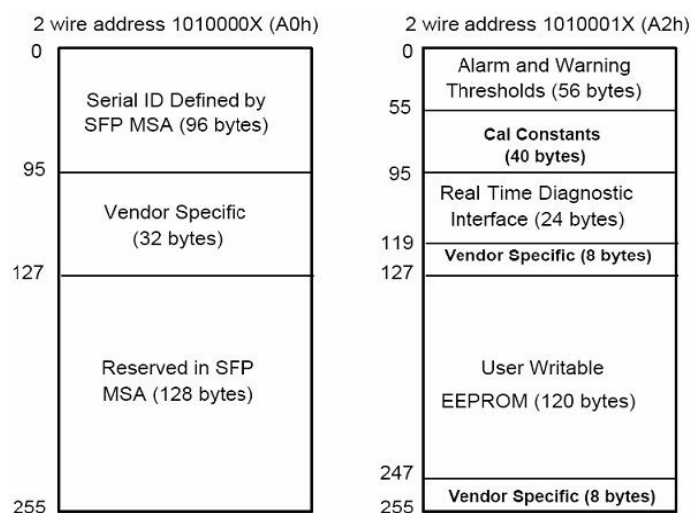 2 wire address 1010000X (A0h)
0
Serial ID Defined by
SFP MSA (96 bytes)
95
Vendor Specific
(32 bytes)
127
Reserved in SFP
MSA (128 bytes)
255
2 wire address 1010001X (A2h)
0
Alarm and Warning
Thresholds (56 bytes)
55
Cal Constants
(40 bytes)
95
Real Time Diagnostic
Interface (24 bytes)
119
Vendor Specific (8 bytes)
127
User Writable
EEPROM (120 bytes)
247
Vendor Specific (8 bytes)
255